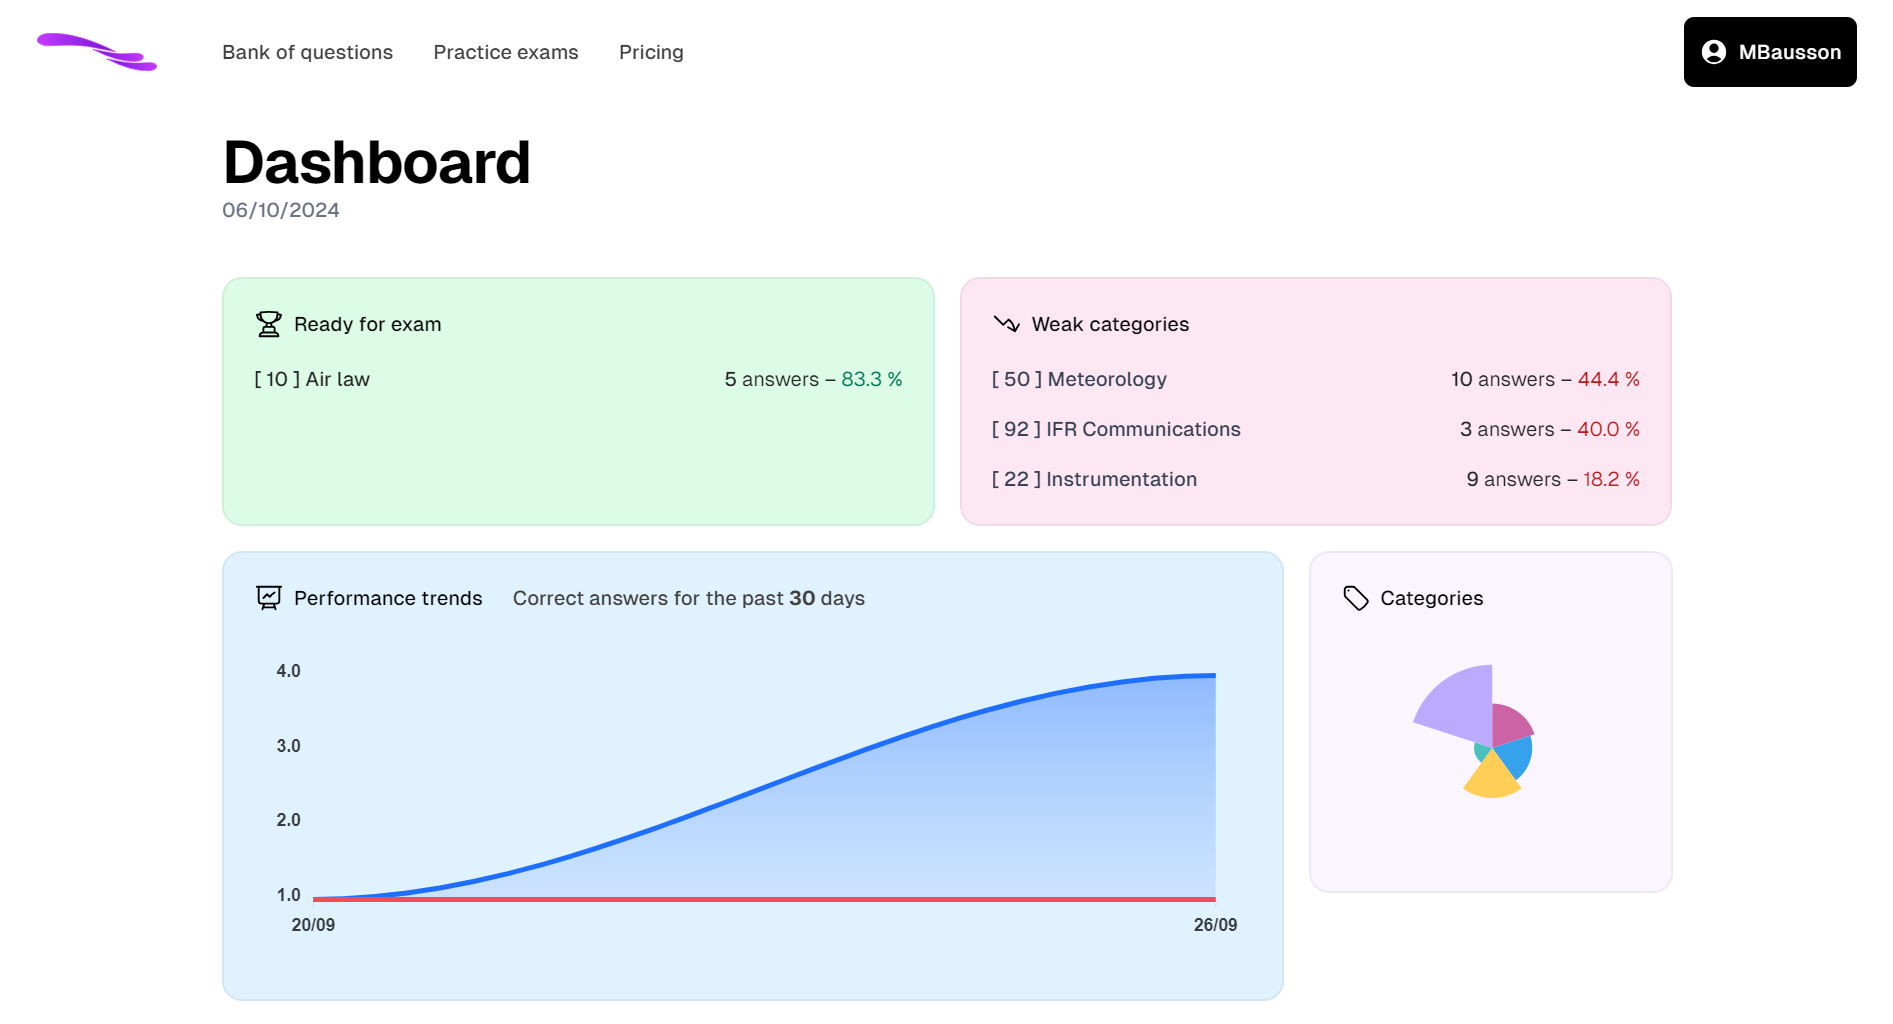 Bank of questions
Practice exams
Pricing
MBausson
Dashboard
06/10/2024
Ready for exam
[ 10 ] Air law 5 answers – 83.3 %
Weak categories
[ 50 ] Meteorology 10 answers – 44.4 %
[ 92 ] IFR Communications 3 answers – 40.0 %
[ 22 ] Instrumentation 9 answers – 18.2 %
Performance trends Correct answers for the past 30 days
4.0
3.0
2.0
1.0
20/09 26/09
Categories